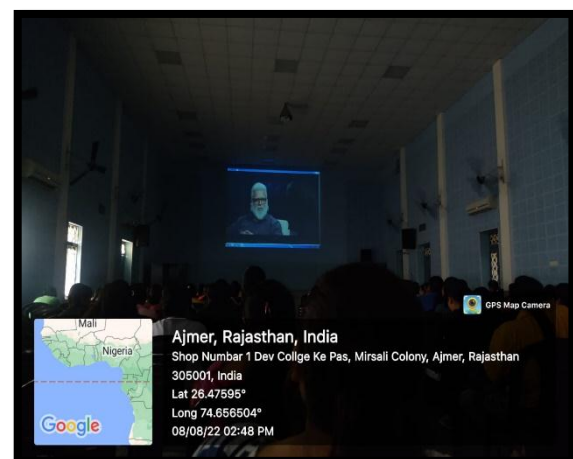 GPS Map Camera
Mali
Nigeria
Google
Ajmer, Rajasthan, India
Shop Numbar 1 Dev Collge Ke Pas, Mirsali Colony, Ajmer, Rajasthan
305001, India
Lat 26.47595°
Long 74.656504°
08/08/22 02:48 PM